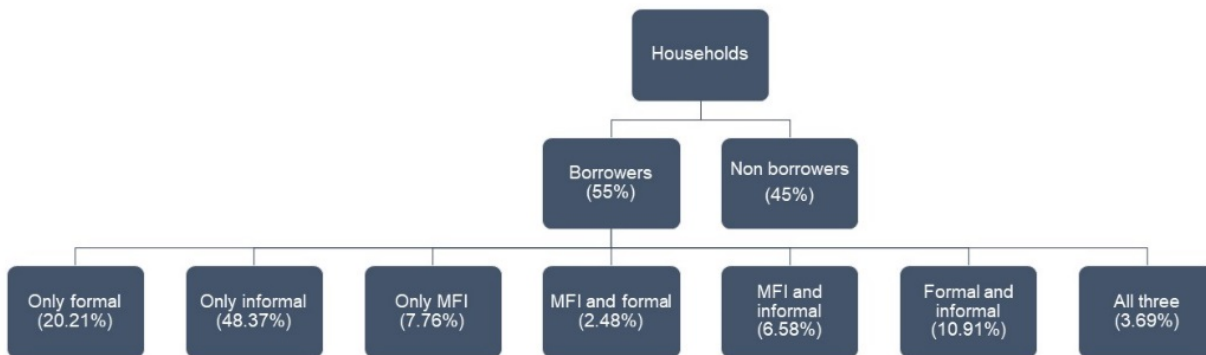 Households
Borrowers
(55%)
Non borrowers
(45%)
Only formal
(20.21%)
Only informal
(48.37%)
Only MFI
(7.76%)
MFI and formal
(2.48%)
MFI and
informal
(6.58%)
Formal and
informal
(10.91%)
All three
(3.69%)